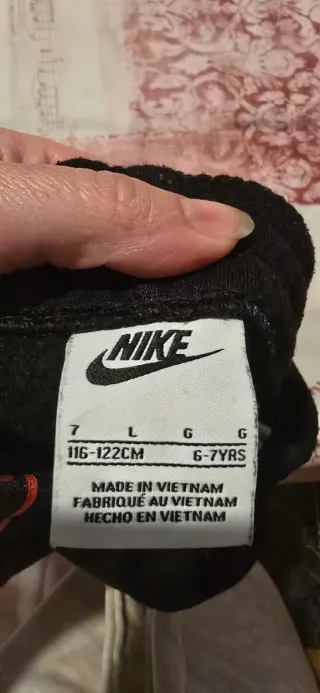 NIKE
7 L G G
116-122CM 6-7YRS
MADE IN VIETNAM
FABRIQUÉ AU VIETNAM
HECHO EN VIETNAM